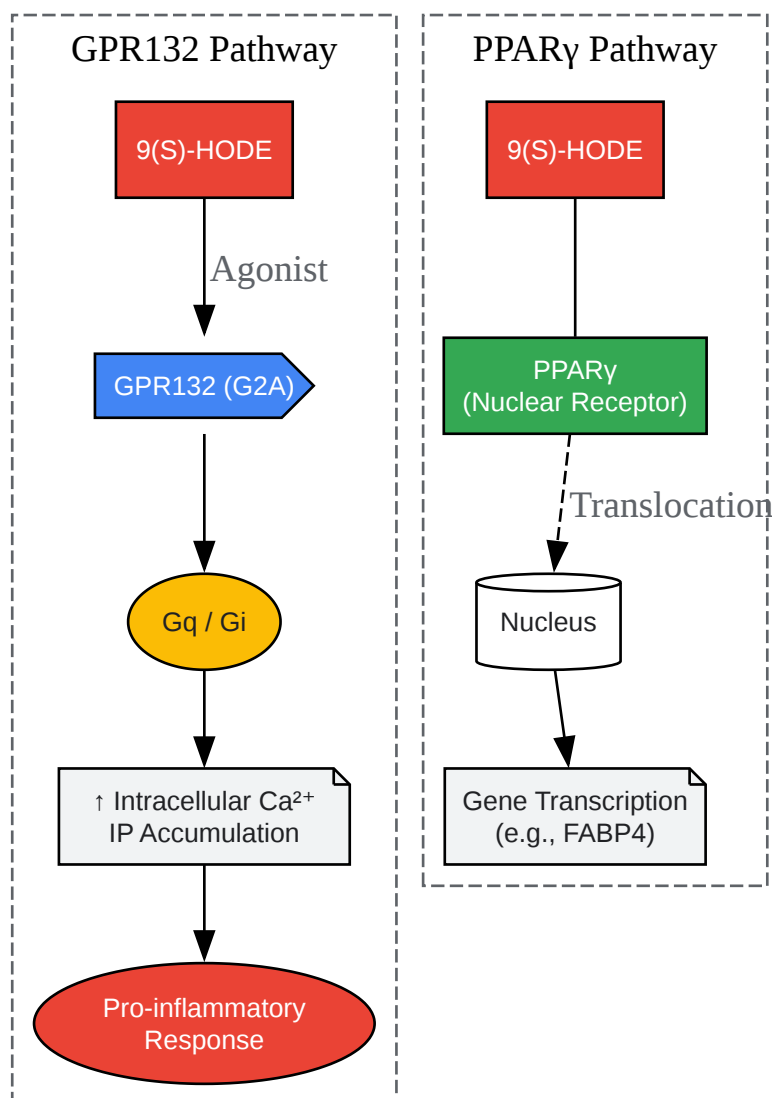 GPR132 Pathway
9(S)-HODE
Agonist
GPR132 (G2A)
Gq / Gi
↑ Intracellular Ca²⁺
IP Accumulation
Pro-inflammatory
Response
PPARγ Pathway
9(S)-HODE
PPARγ
(Nuclear Receptor)
Translocation
Nucleus
Gene Transcription
(e.g., FABP4)